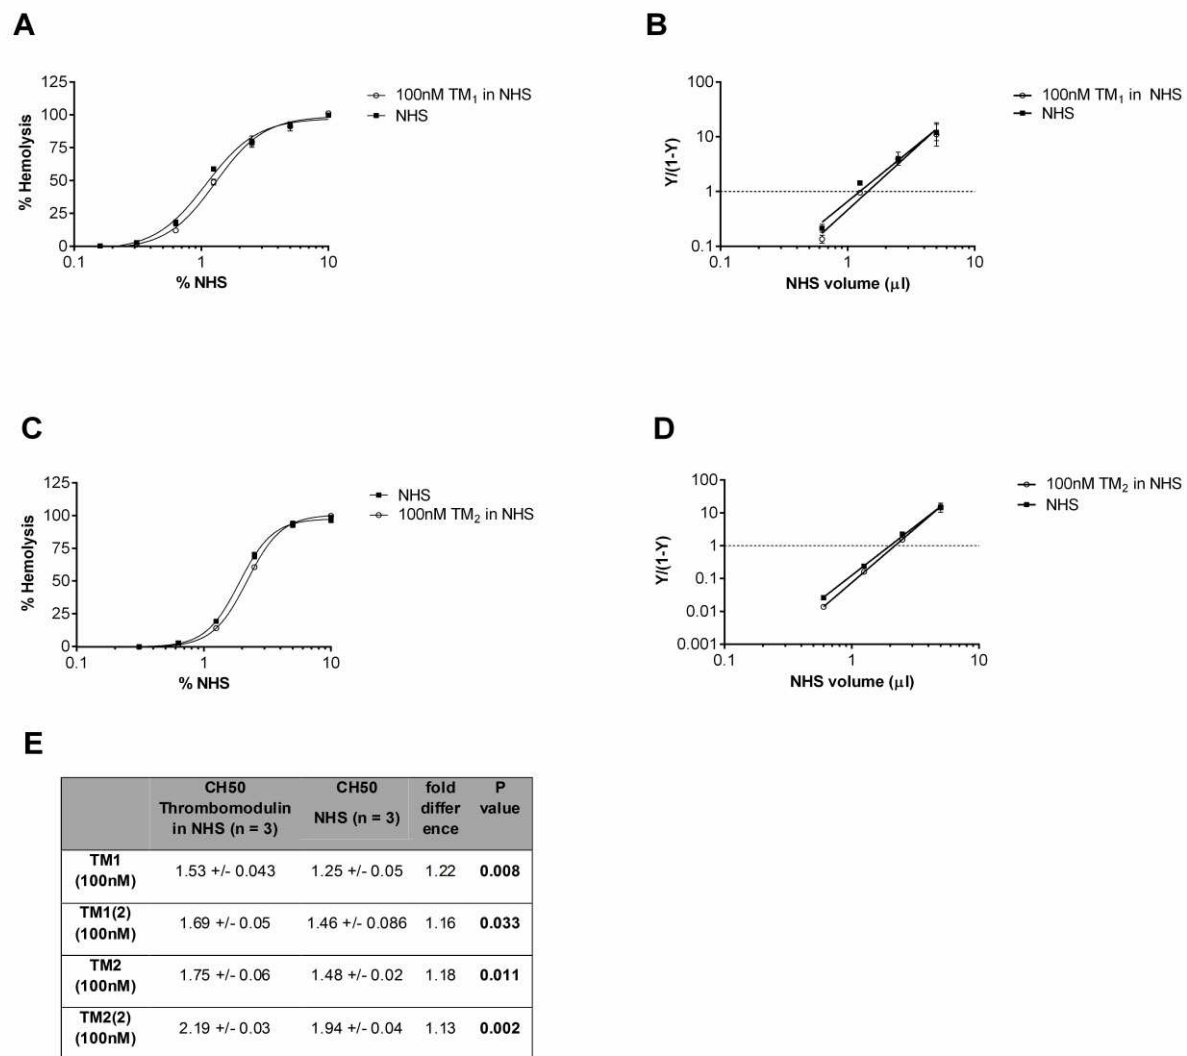 A
125
100
75
50
25
0
% Hemolysis
0.1
1
10
% NHS
100nM TM1 in NHS
NHS
B
100
10
1
0.1
Y/(1-Y)
0.1
1
10
NHS volume (µl)
100nM TM1 in NHS
NHS
C
125
100
75
50
25
0
% Hemolysis
0.1
1
10
% NHS
NHS
100nM TM2 in NHS
D
100
10
1
0.1
0.01
0.001
Y/(1-Y)
0.1
1
10
NHS volume (µl)
100nM TM2 in NHS
NHS
E
CH50
Thrombomodulin
in NHS (n = 3)
CH50
NHS (n = 3)
fold
differ
ence
P
value
TM1
(100nM)
1.53 +/- 0.043
1.25 +/- 0.05
1.22
0.008
TM1(2)
(100nM)
1.69 +/- 0.05
1.46 +/- 0.086
1.16
0.033
TM2
(100nM)
1.75 +/- 0.06
1.48 +/- 0.02
1.18
0.011
TM2(2)
(100nM)
2.19 +/- 0.03
1.94 +/- 0.04
1.13
0.002